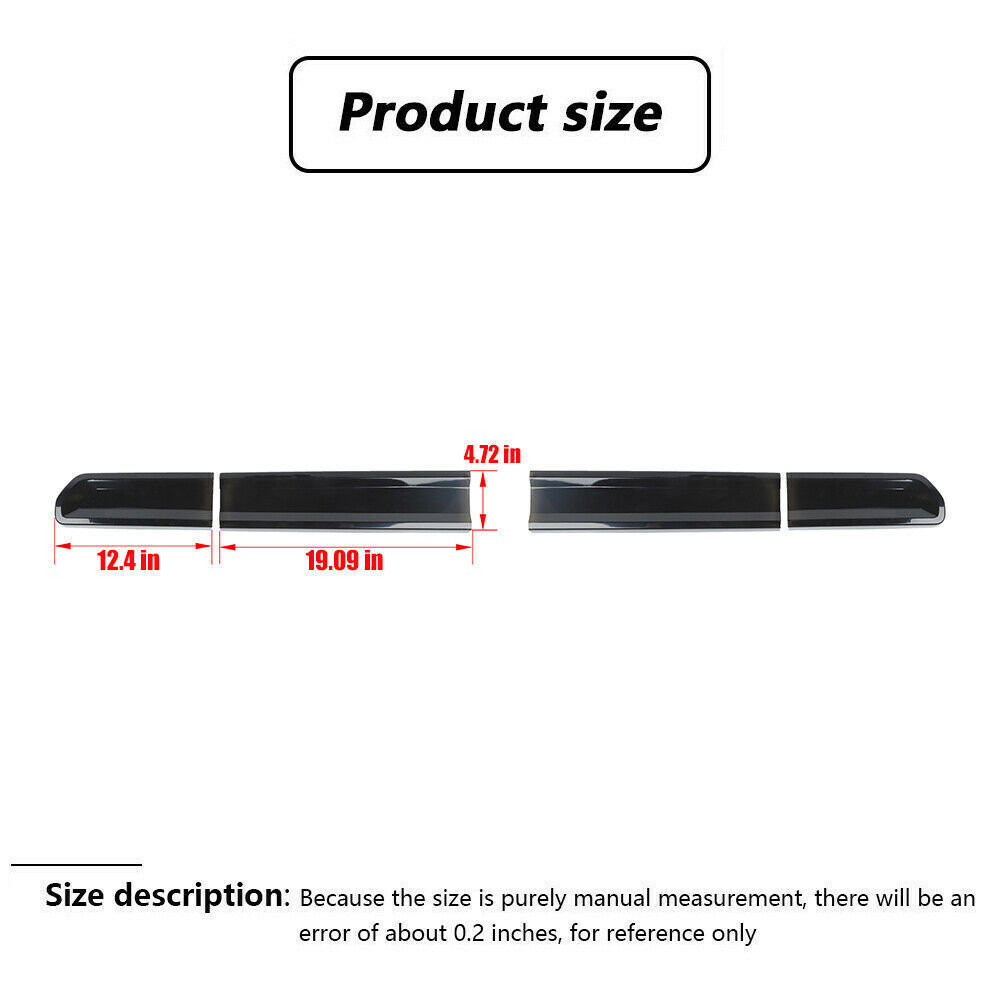 Product size
4.72 in
12.4 in
19.09 in
Size description: Because the size is purely manual measurement, there will be an
error of about 0.2 inches, for reference only